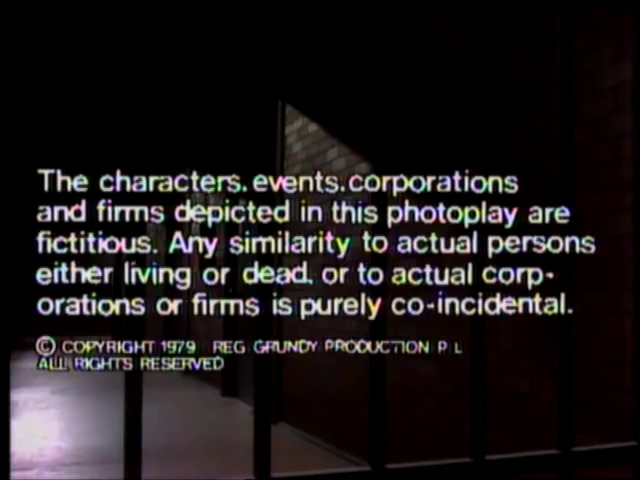 The characters. events. corporations
and firms depicted in this photoplay are
fictitious. Any similarity to actual persons
either living or dead, or to actual corp-
orations or firms is purely co-incidental.
© COPYRIGHT 1979 REG GRUNDY PRODUCTION P L
ALL RIGHTS RESERVED